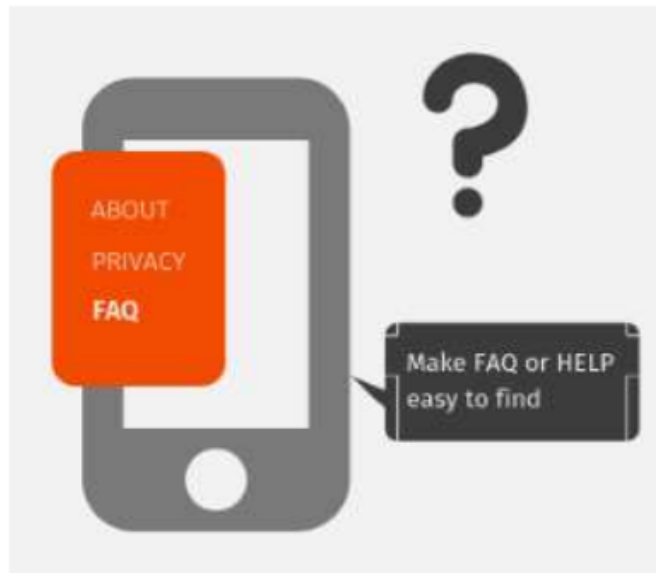 ?
ABOUT
PRIVACY
FAQ
Make FAQ or HELP
easy to find